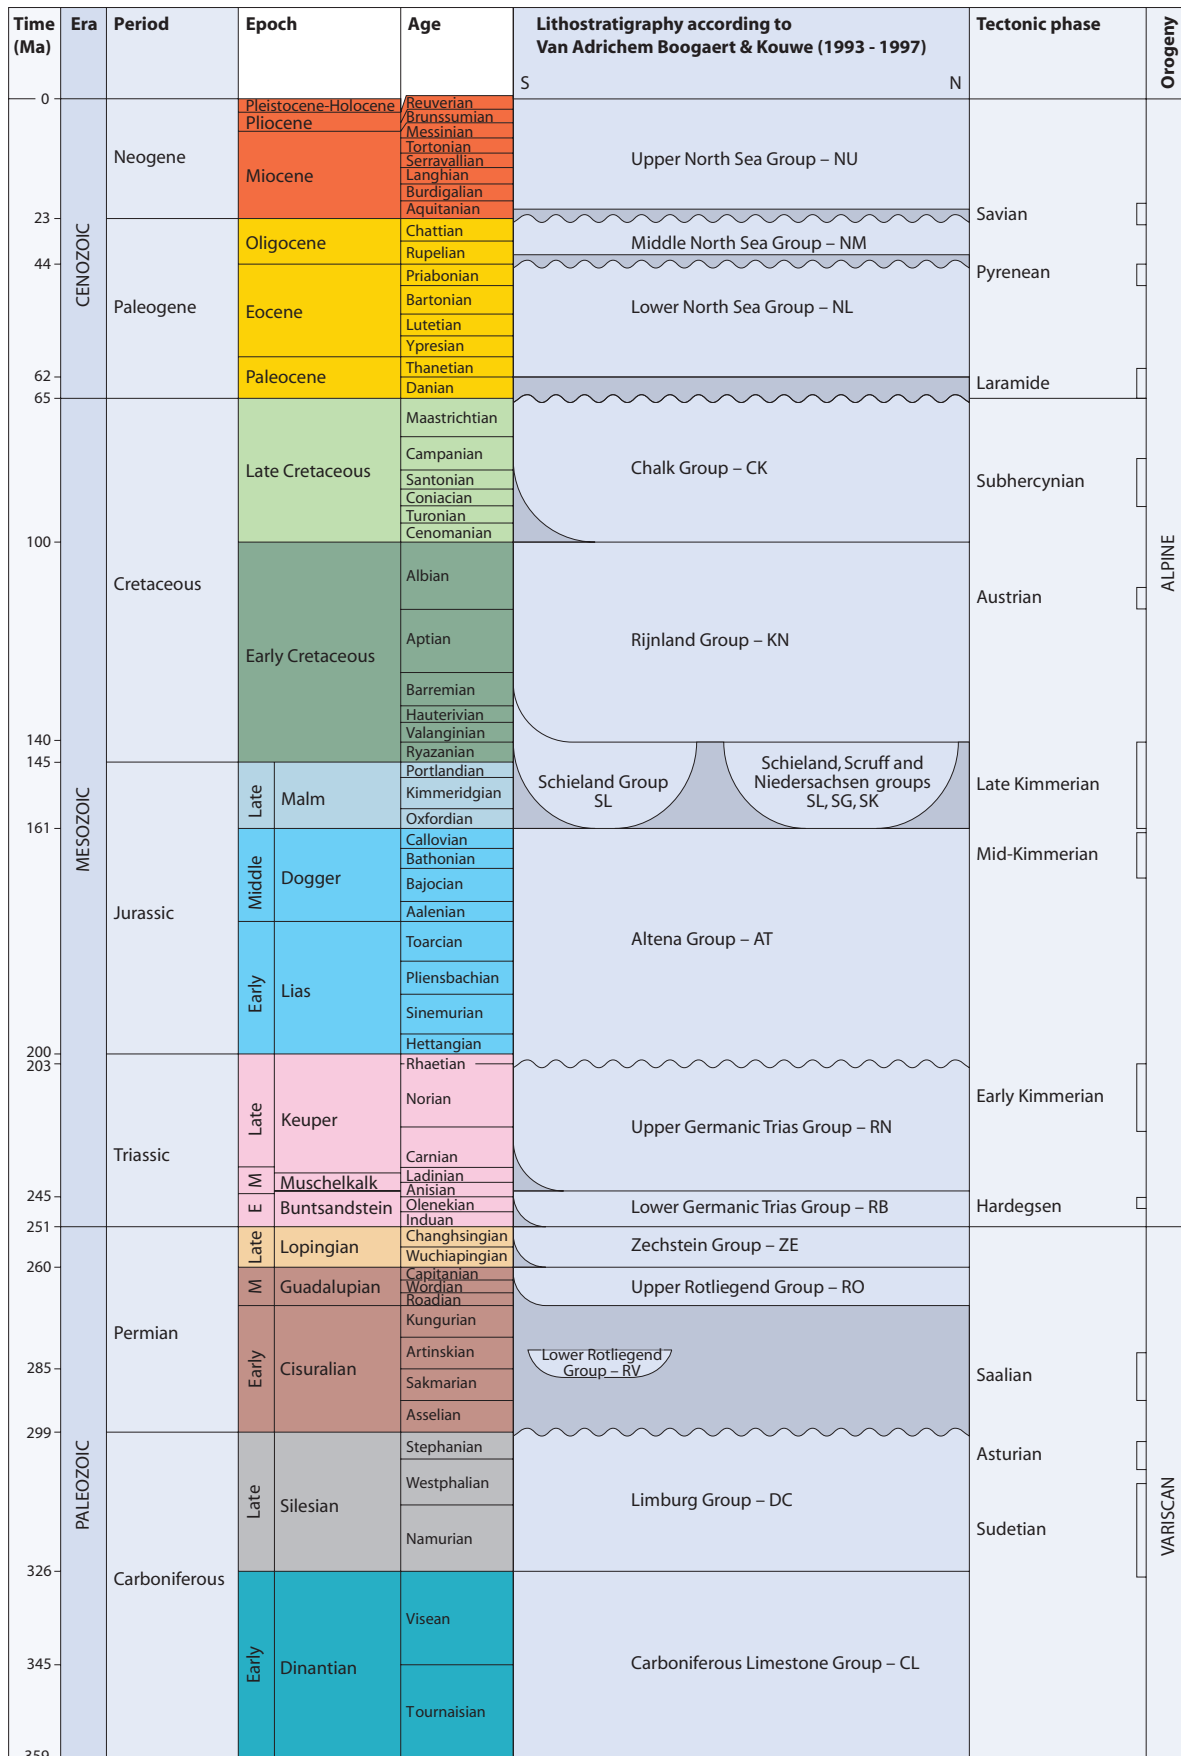 Time
(Ma)
Era
Period
Epoch
Age
Lithostratigraphy according to
Van Adrichem Boogaert & Kouwe (1993 - 1997)
S
N
Tectonic phase
Orogeny
0
23
44
62
65
100
140
145
161
200
203
245
251
260
285
299
326
345
359
CENOZOIC
MESOZOIC
PALEOZOIC
Neogene
Paleogene
Cretaceous
Jurassic
Triassic
Permian
Carboniferous
Pleistocene-Holocene
Pliocene
Miocene
Oligocene
Eocene
Paleocene
Late Cretaceous
Early Cretaceous
Late
Malm
Middle
Dogger
Early
Lias
Late
Keuper
M
Muschelkalk
E
Buntsandstein
Late
Lopingian
M
Guadalupian
Early
Cisuralian
Late
Silesian
Early
Dinantian
Reuverian
Brunssumian
Messinian
Tortonian
Serravallian
Langhian
Burdigalian
Aquitanian
Chattian
Rupelian
Priabonian
Bartonian
Lutetian
Ypresian
Thanetian
Danian
Maastrichtian
Campanian
Santonian
Coniacian
Turonian
Cenomanian
Albian
Aptian
Barremian
Hauterivian
Valanginian
Ryazanian
Portlandian
Kimmeridgian
Oxfordian
Callovian
Bathonian
Bajocian
Aalenian
Toarcian
Pliensbachian
Sinemurian
Hettangian
Rhaetian
Norian
Carnian
Ladinian
Anisian
Olenekian
Induan
Changhsingian
Wuchiapingian
Capitanian
Wordian
Roadian
Kungurian
Artinskian
Sakmarian
Asselian
Stephanian
Westphalian
Namurian
Visean
Tournaisian
Upper North Sea Group – NU
Middle North Sea Group – NM
Lower North Sea Group – NL
Chalk Group – CK
Rijnland Group – KN
Schieland Group
SL
Schieland, Scruff and
Niedersachsen groups
SL, SG, SK
Altena Group – AT
Upper Germanic Trias Group – RN
Lower Germanic Trias Group – RB
Zechstein Group – ZE
Upper Rotliegend Group – RO
Lower Rotliegend
Group – RV
Limburg Group – DC
Carboniferous Limestone Group – CL
Savian
Pyrenean
Laramide
Subhercynian
Austrian
Late Kimmerian
Mid-Kimmerian
Early Kimmerian
Hardegsen
Saalian
Asturian
Sudetian
ALPINE
VARISCAN